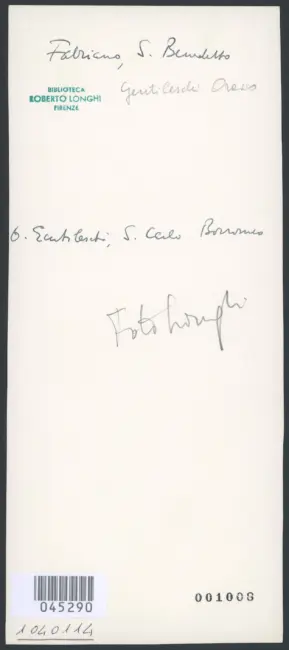 Fabriano, S. Benedetto
BIBLIOTECA
ROBERTO LONGHI
FIRENZE
Gentileschi Orazio
O. Gentileschi, S. Carlo Borromeo
Foto Longhi
045290
001008
1040114